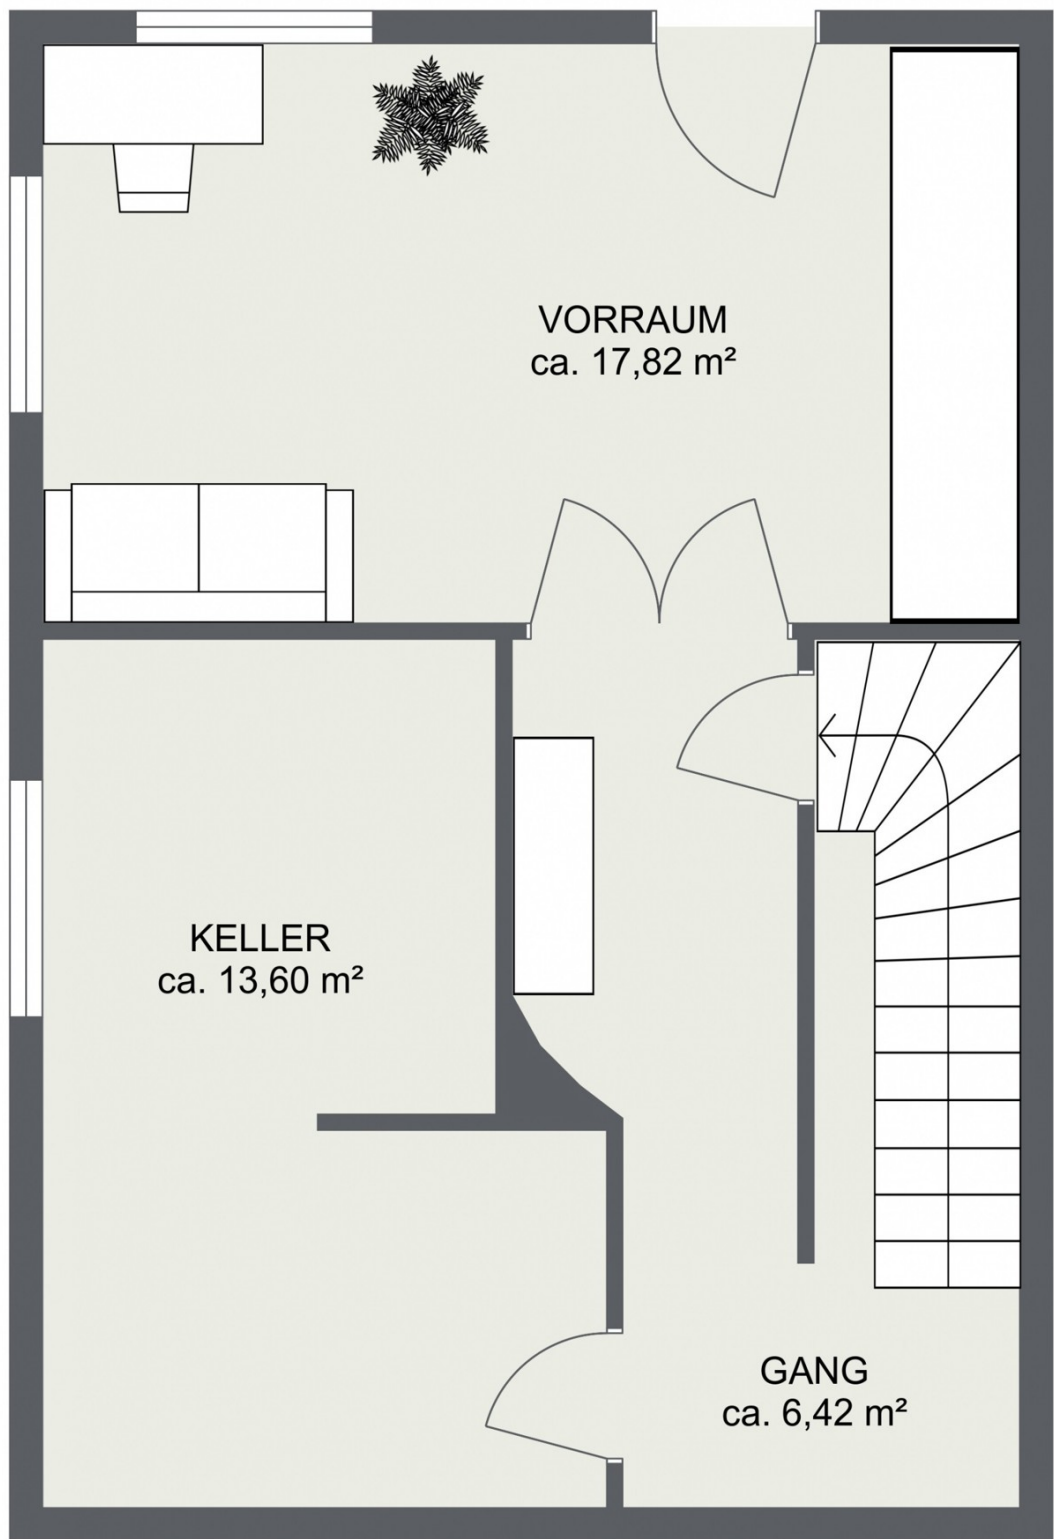 VORRAUM
ca. 17,82 m²
KELLER
ca. 13,60 m²
GANG
ca. 6,42 m²